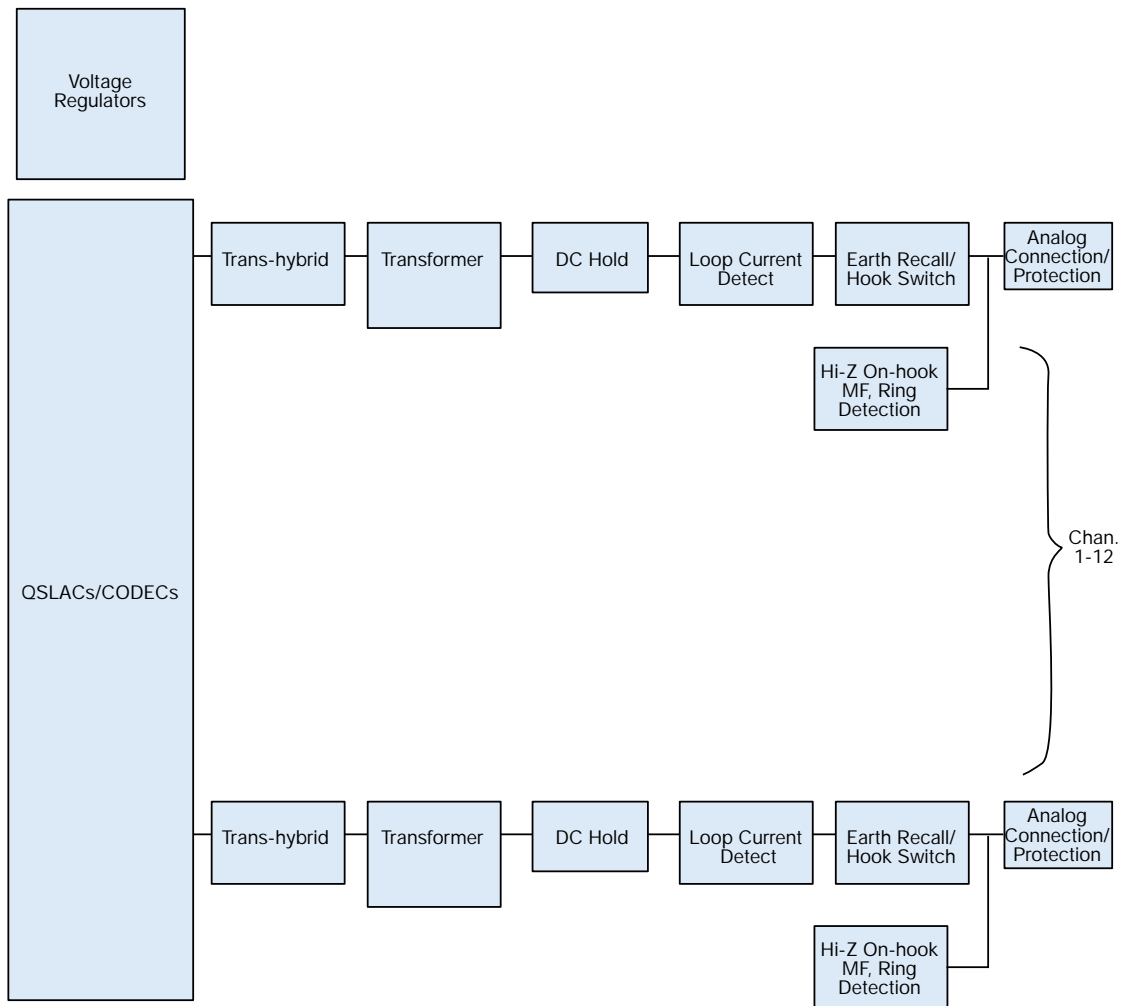 Voltage
Regulators
Trans-hybrid
Transformer
DC Hold
Loop Current
Detect
Earth Recall/
Hook Switch
Analog
Connection/
Protection
Hi-Z On-hook
MF, Ring
Detection
Chan.
1-12
QSLACs/CODECs
Trans-hybrid
Transformer
DC Hold
Loop Current
Detect
Earth Recall/
Hook Switch
Analog
Connection/
Protection
Hi-Z On-hook
MF, Ring
Detection